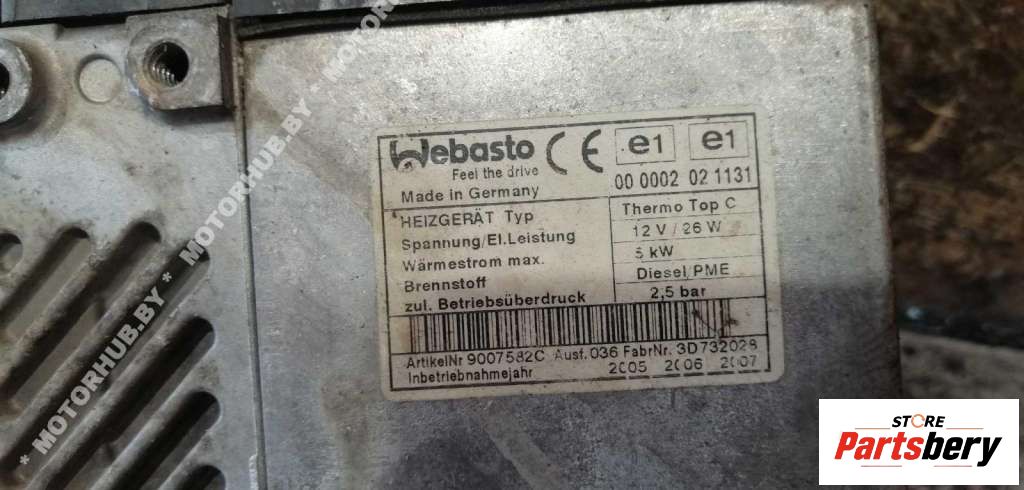 Webasto
Feel the drive
CE e1 e1
00 0002 02 1131
Made in Germany
HEIZGERÄT Typ Thermo Top C
Spannung/El.Leistung 12 V / 26 W
Wärmestrom max. 5 kW
Brennstoff Diesel/PME
zul. Betriebsüberdruck 2,5 bar
ArtikelNr 9007582C Ausf. 036 FabrNr. 3D732028
Inbetriebnahmejahr 2005 2006 2007
* MOTORHUB.BY * MOTORHUB.BY * MOTORHUB.BY
STORE
Partsbery